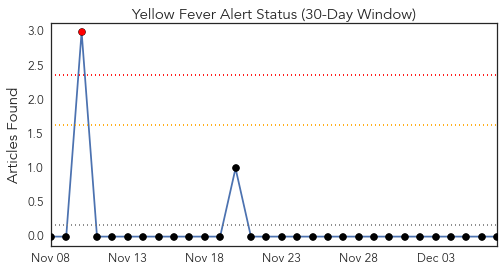 Yellow Fever Alert Status (30-Day Window)
Articles Found
3.0
2.5
2.0
1.5
1.0
0.5
0.0
Nov 08 Nov 13 Nov 18 Nov 23 Nov 28 Dec 03